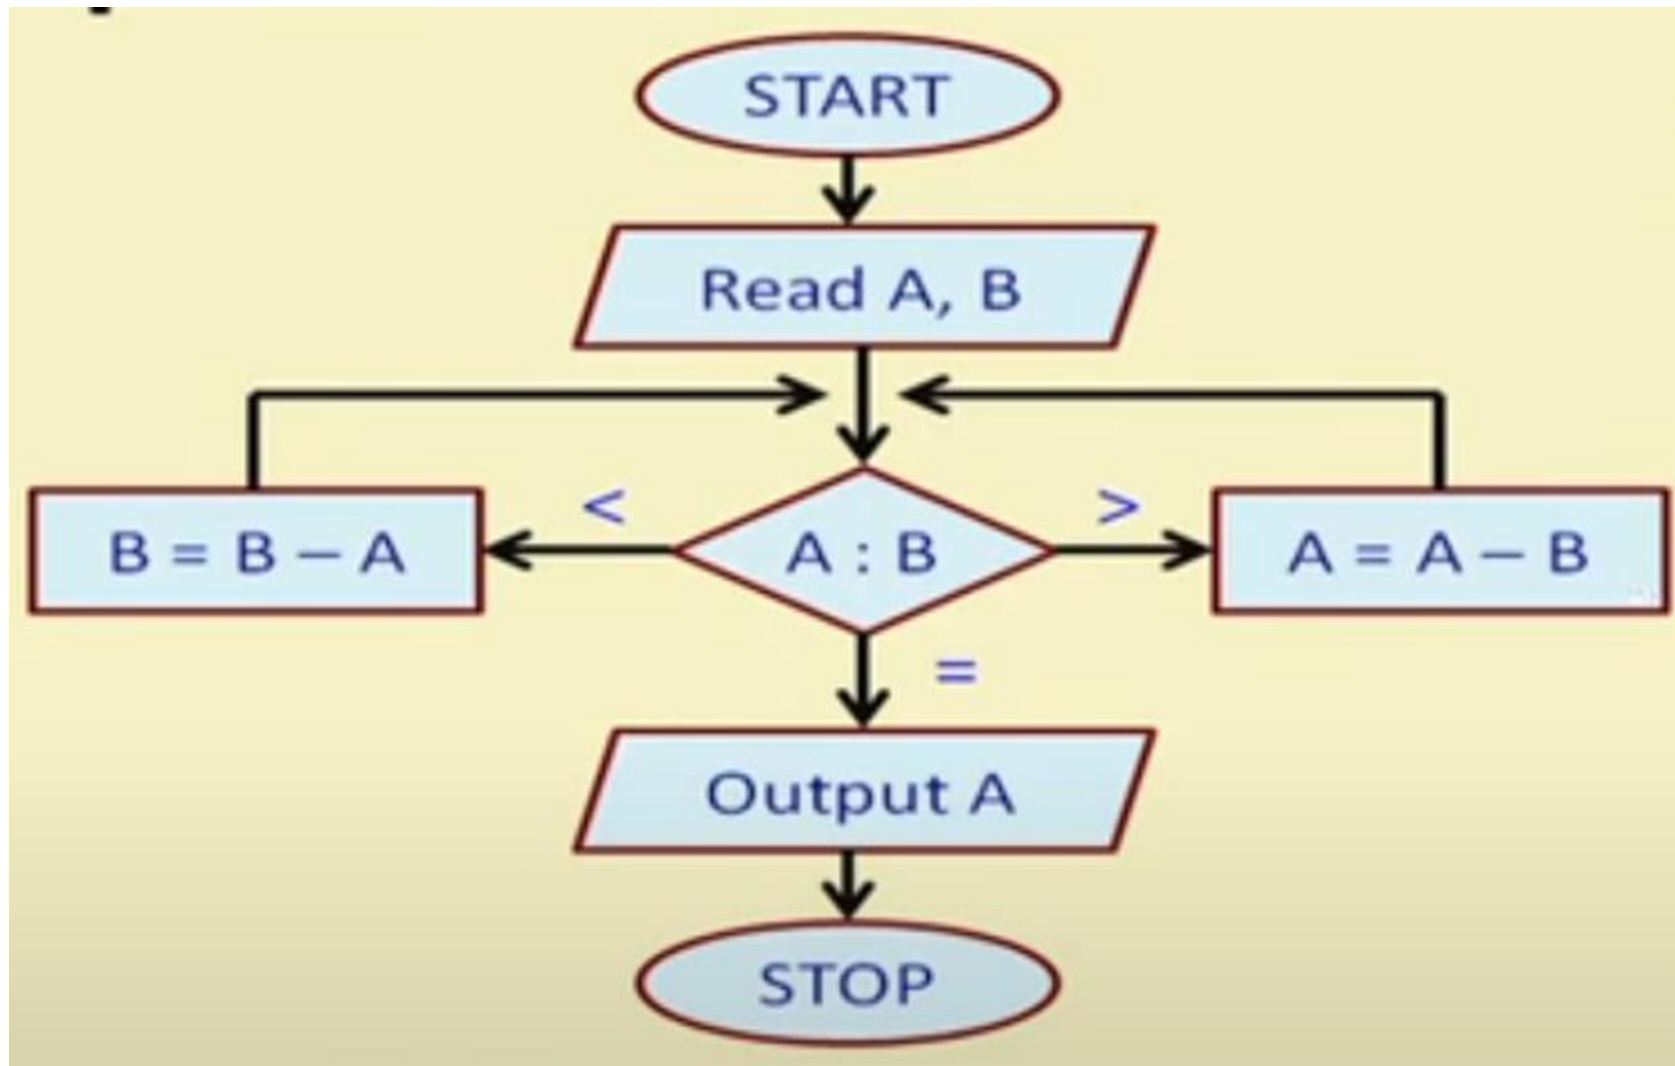 START
Read A, B
<
>
B = B – A
A : B
A = A – B
=
Output A
STOP